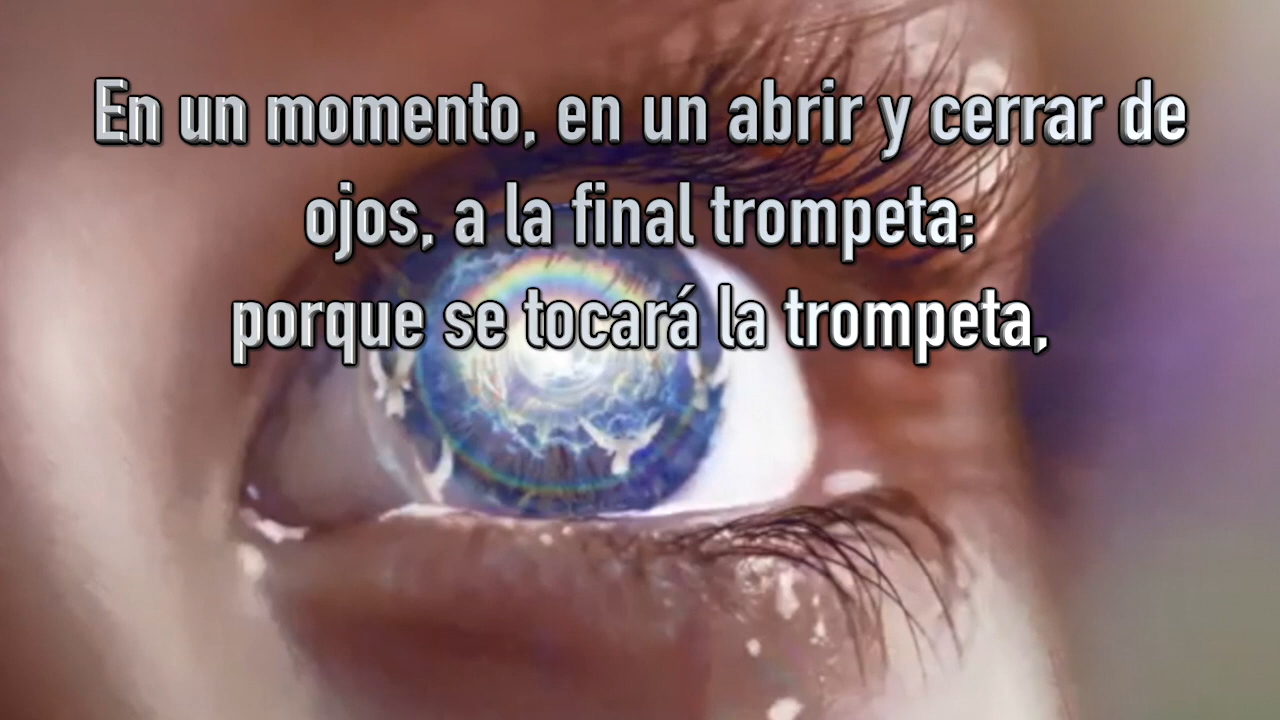 En un momento, en un abrir y cerrar de
ojos, a la final trompeta;
porque se tocará la trompeta,